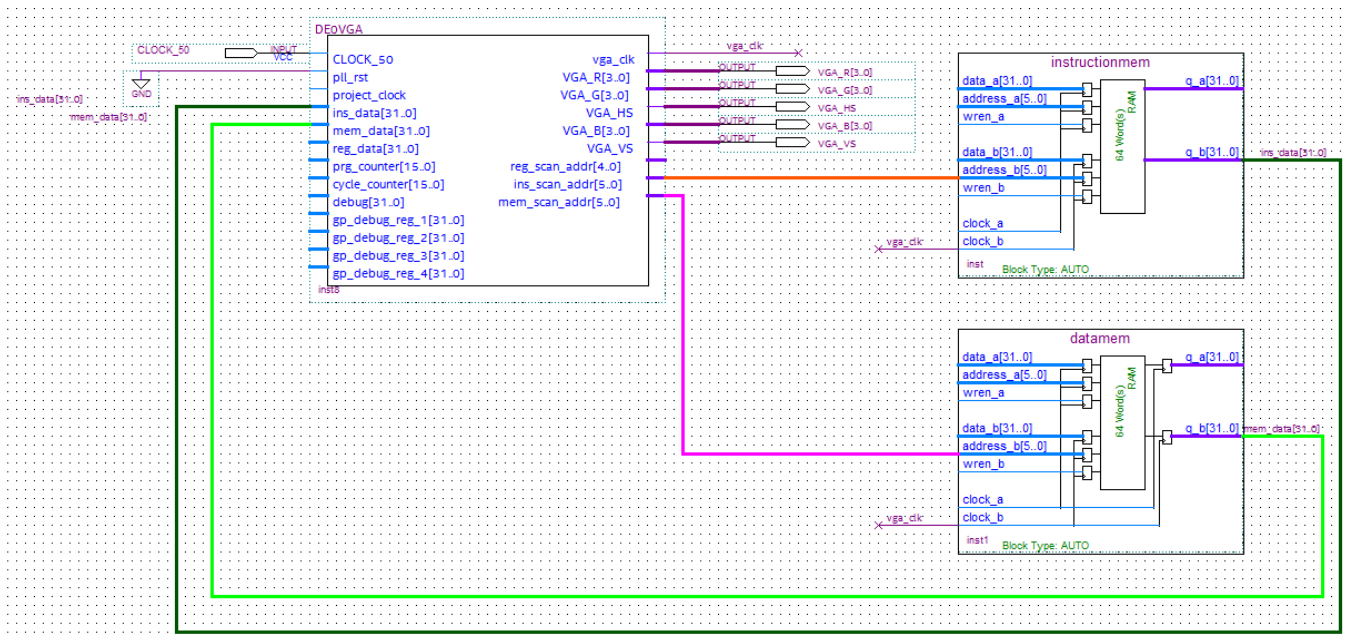 DE0VGA
CLOCK_50
INPUT
VCC
GND
ins_data[31..0]
mem_data[31..0]
CLOCK_50
pll_rst
project_clock
ins_data[31..0]
mem_data[31..0]
reg_data[31..0]
prg_counter[15..0]
cycle_counter[15..0]
debug[31..0]
gp_debug_reg_1[31..0]
gp_debug_reg_2[31..0]
gp_debug_reg_3[31..0]
gp_debug_reg_4[31..0]
vga_clk
VGA_R[3..0]
VGA_G[3..0]
VGA_HS
VGA_B[3..0]
VGA_VS
reg_scan_addr[4..0]
ins_scan_addr[5..0]
mem_scan_addr[5..0]
inst8
vga_clk
OUTPUT
VGA_R[3..0]
OUTPUT
VGA_G[3..0]
OUTPUT
VGA_HS
OUTPUT
VGA_B[3..0]
OUTPUT
VGA_VS
instructionmem
data_a[31..0]
address_a[5..0]
wren_a
data_b[31..0]
address_b[5..0]
wren_b
clock_a
clock_b
64 Word(s)
RAM
q_a[31..0]
q_b[31..0]
ins_data[31..0]
vga_clk
inst
Block Type: AUTO
datamem
data_a[31..0]
address_a[5..0]
wren_a
data_b[31..0]
address_b[5..0]
wren_b
clock_a
clock_b
64 Word(s)
RAM
q_a[31..0]
q_b[31..0]
mem_data[31..0]
vga_clk
inst1
Block Type: AUTO